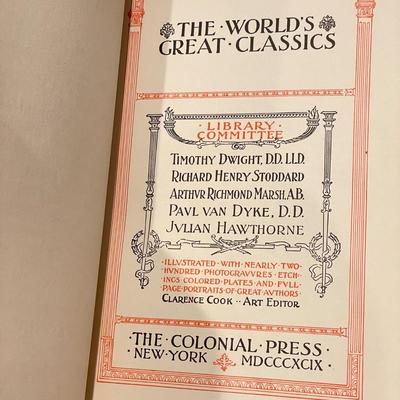 THE·WORLD'S
GREAT·CLASSICS
·LIBRARY·
COMMITTEE
TIMOTHY DWIGHT, D.D. LL.D.
RICHARD HENRY STODDARD
ARTHVR RICHMOND MARSH, A.B.
PAVL VAN DYKE, D.D.
JVLIAN HAWTHORNE
·ILLVSTRATED·WITH·NEARLY·TWO·
HVNDRED·PHOTOGRAVVRES·ETCH-
INGS·COLORED·PLATES·AND·FVLL·
PAGE·PORTRAITS·OF·GREAT·AVTHORS·
CLARENCE COOK··ART EDITOR
·THE·COLONIAL·PRESS·
·NEW·YORK MDCCCXCIX·